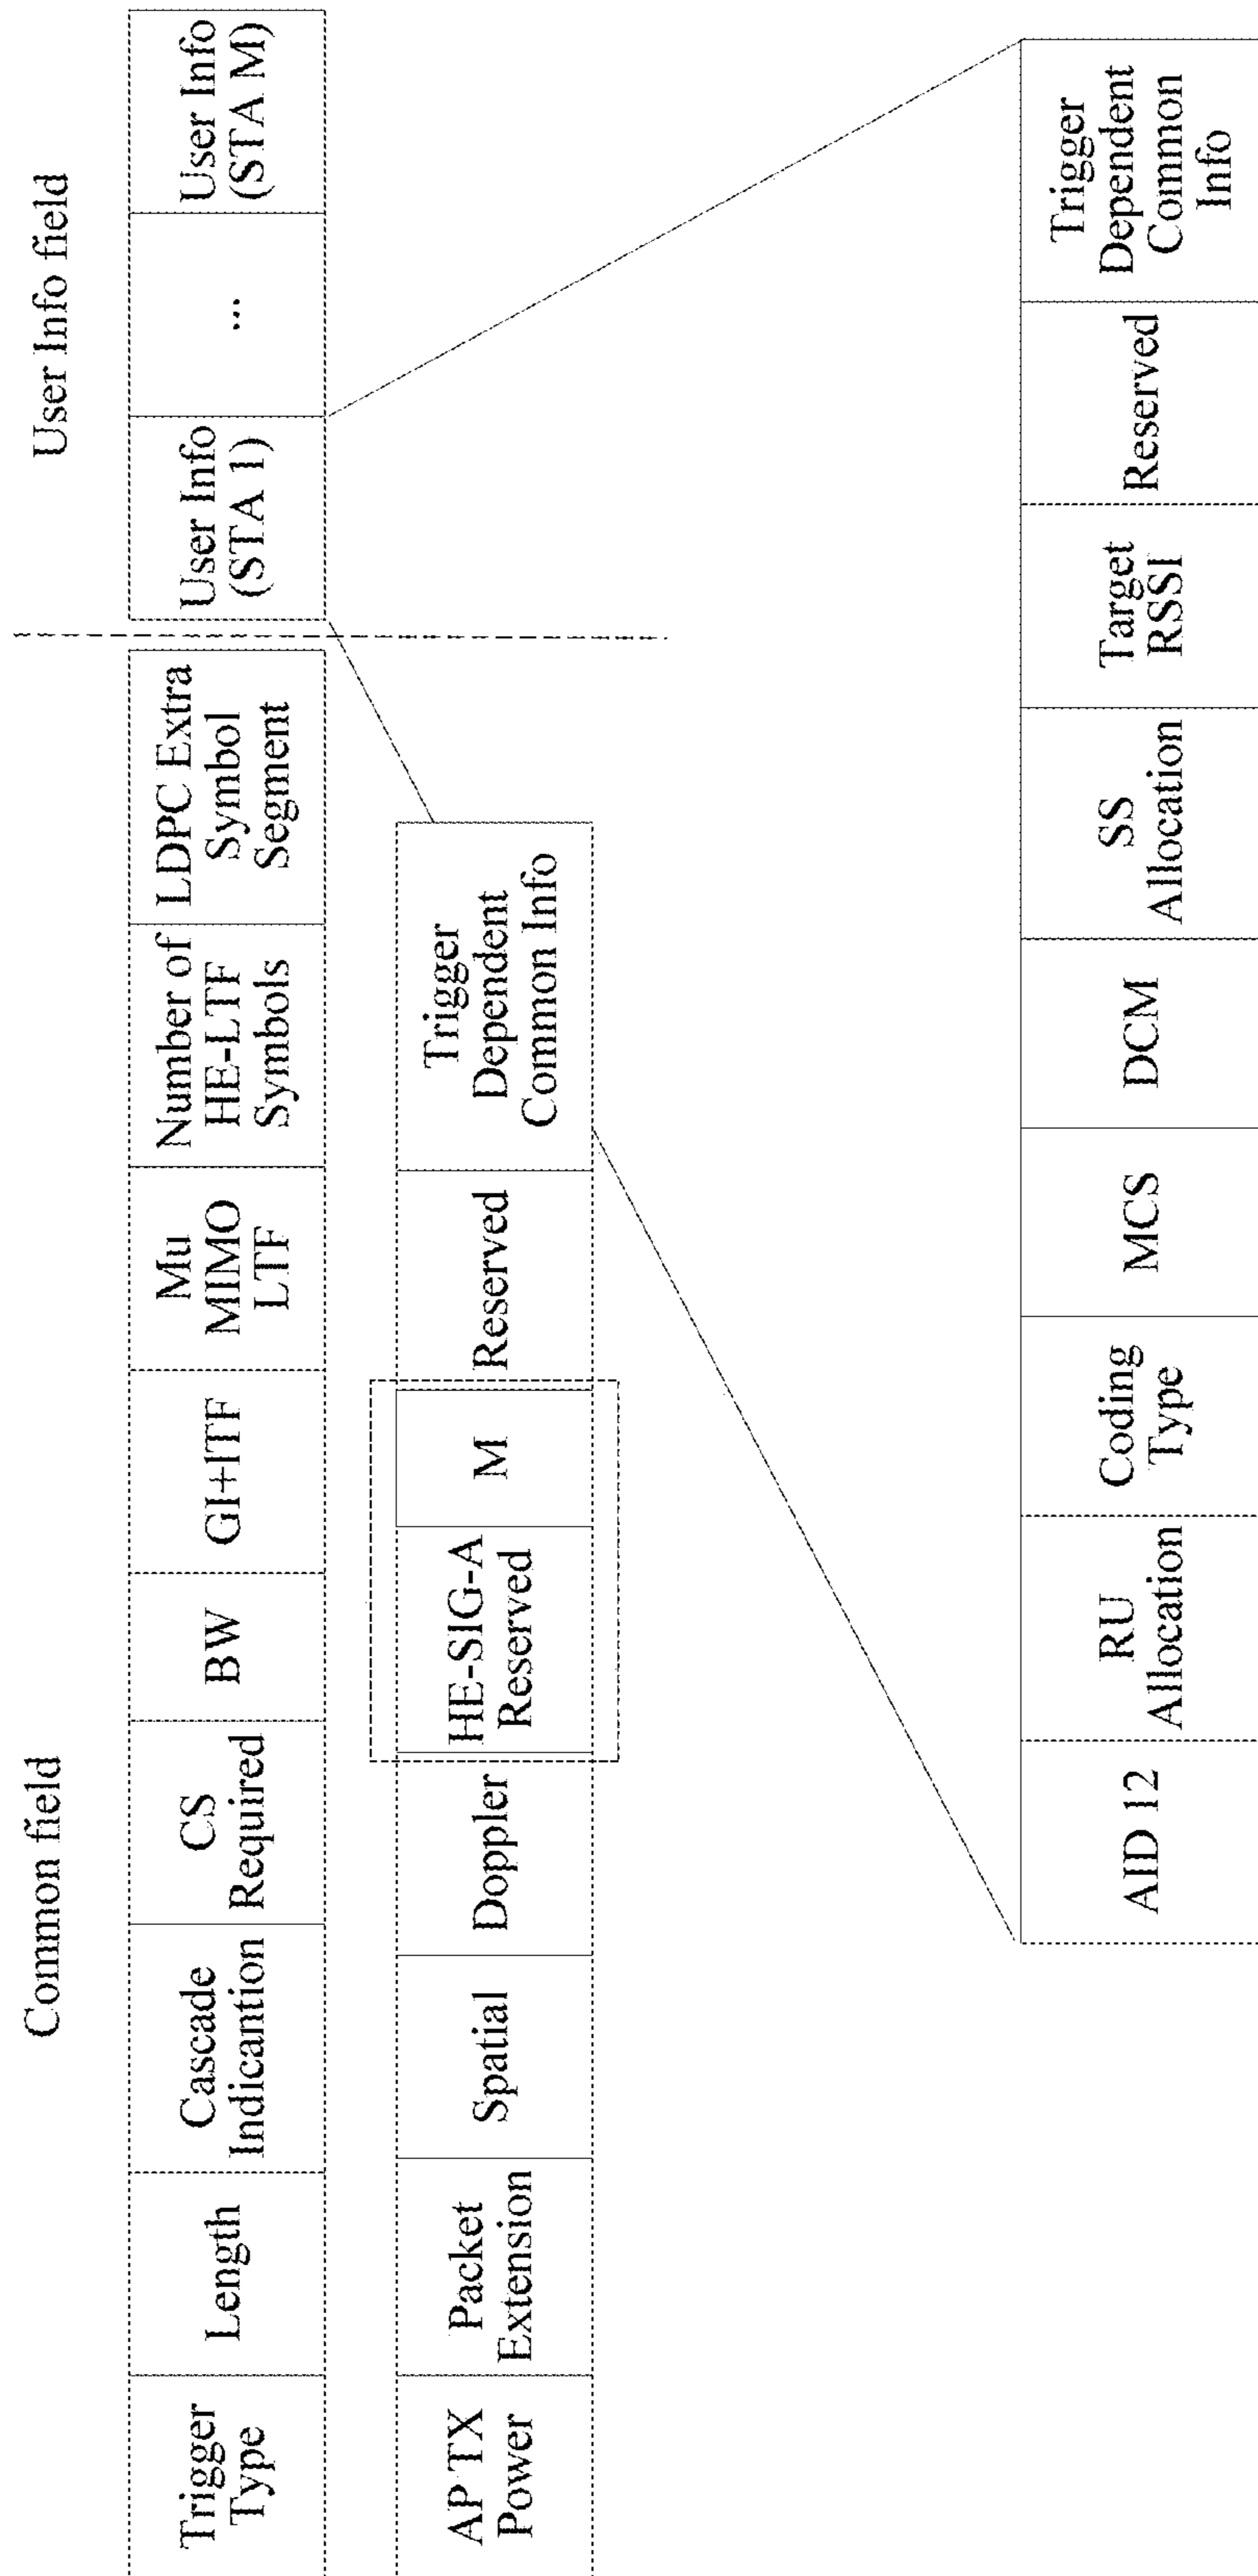 Common field
User Info field
Trigger
Type
Length
Cascade
Indicantion
CS
Required
BW
GI+ITF
Mu
MIMO
LTF
Number of
HE-LTF
Symbols
LDPC Extra
Symbol
Segment
User Info
(STA 1)
...
User Info
(STA M)
AP TX
Power
Packet
Extension
Spatial
Doppler
HE-SIG-A
Reserved
M
Reserved
Trigger
Dependent
Common Info
AID 12
RU
Allocation
Coding
Type
MCS
DCM
SS
Allocation
Target
RSSI
Reserved
Trigger
Dependent
Common
Info